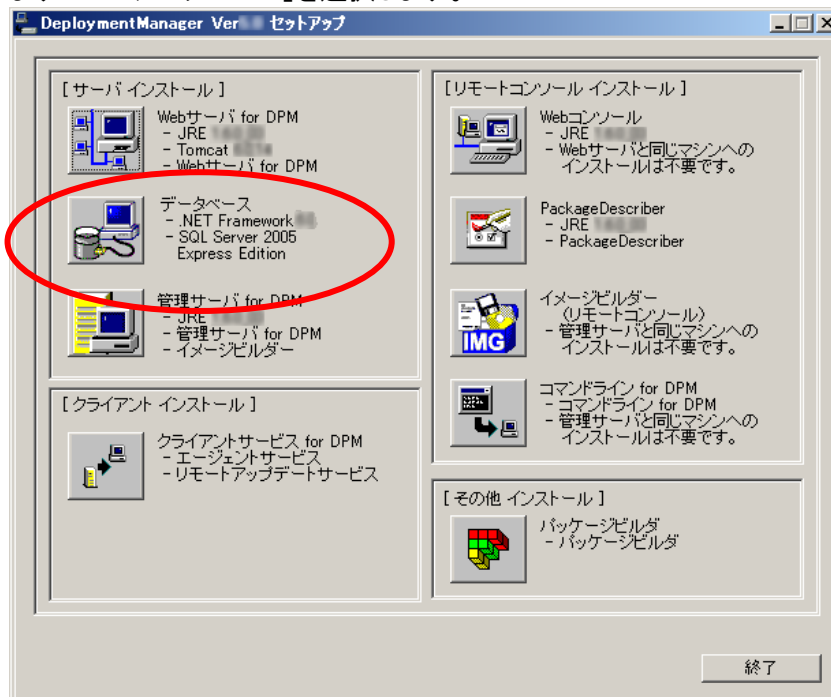 を選択します。
DeploymentManager Ver セットアップ
[ サーバ インストール ]
Webサーバ for DPM
- JRE
- Tomcat
- Webサーバ for DPM
データベース
- .NET Framework
- SQL Server 2005
Express Edition
管理サーバ for DPM
- JRE
- 管理サーバ for DPM
- イメージビルダー
[ クライアント インストール ]
クライアントサービス for DPM
- エージェントサービス
- リモートアップデートサービス
[リモートコンソール インストール ]
Webコンソール
- JRE
- Webサーバと同じマシンへの
インストールは不要です。
PackageDescriber
- JRE
- PackageDescriber
IMG
イメージビルダー
(リモートコンソール)
- 管理サーバと同じマシンへの
インストールは不要です。
コマンドライン for DPM
- コマンドライン for DPM
- 管理サーバと同じマシンへの
インストールは不要です。
[ その他 インストール ]
パッケージビルダ
- パッケージビルダ
終了